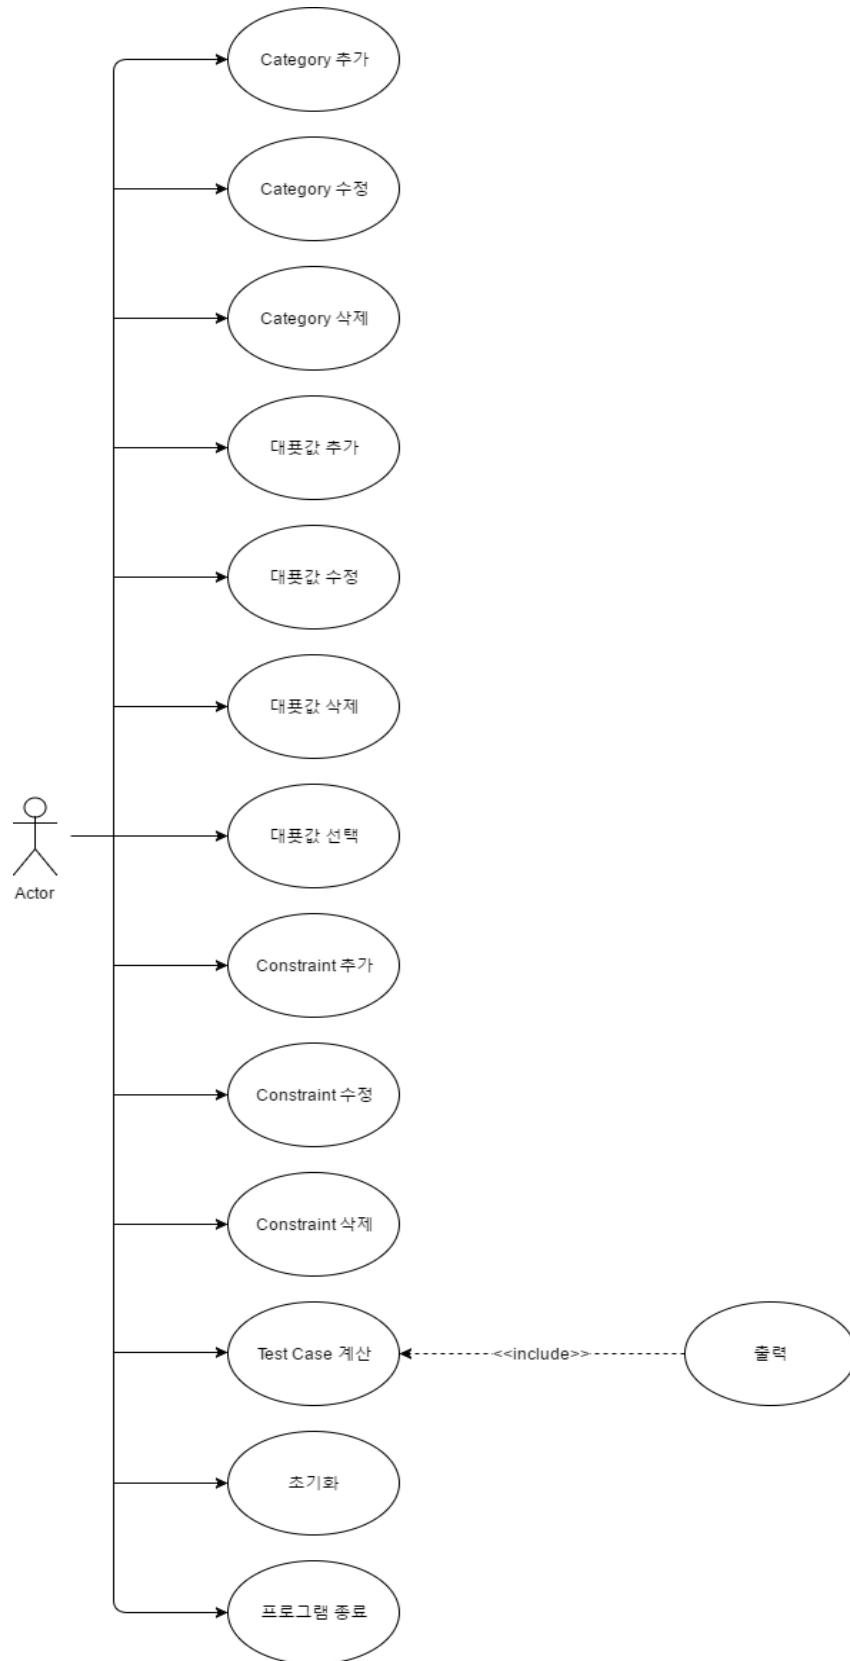 Category 추가
Category 수정
Category 삭제
대푯값 추가
대푯값 수정
대푯값 삭제
대푯값 선택
Actor
Constraint 추가
Constraint 수정
Constraint 삭제
Test Case 계산
<<include>>
출력
초기화
프로그램 종료